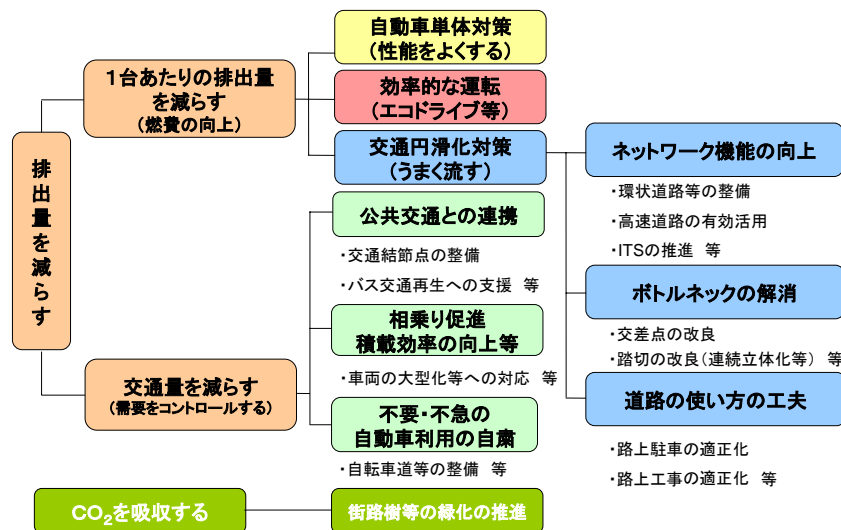 排出量を減らす
１台あたりの排出量
を減らす
(燃費の向上)
自動車単体対策
(性能をよくする)
効率的な運転
(エコドライブ等)
交通円滑化対策
(うまく流す)
ネットワーク機能の向上
・環状道路等の整備
・高速道路の有効活用
・ITSの推進 等
ボトルネックの解消
・交差点の改良
・踏切の改良(連続立体化等) 等
道路の使い方の工夫
・路上駐車の適正化
・路上工事の適正化 等
交通量を減らす
(需要をコントロールする)
公共交通との連携
・交通結節点の整備
・バス交通再生への支援 等
相乗り促進
積載効率の向上等
・車両の大型化等への対応 等
不要・不急の
自動車利用の自粛
・自転車道等の整備 等
CO₂を吸収する
街路樹等の緑化の推進